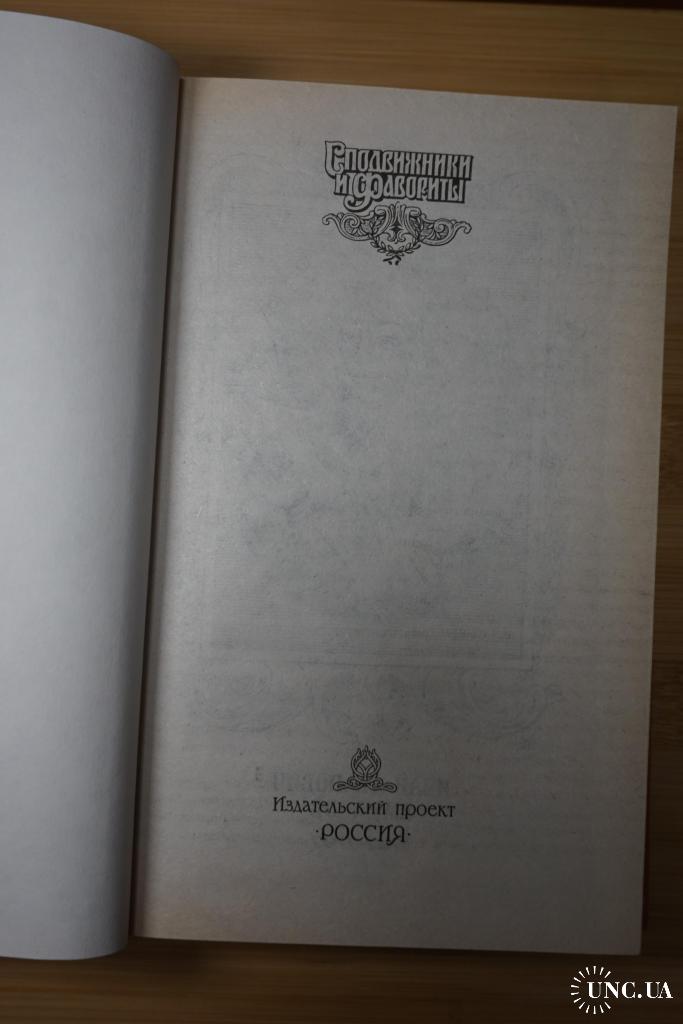 Сподвижники
и Фавориты
Издательский проект
·РОССИЯ·
UNC.UA